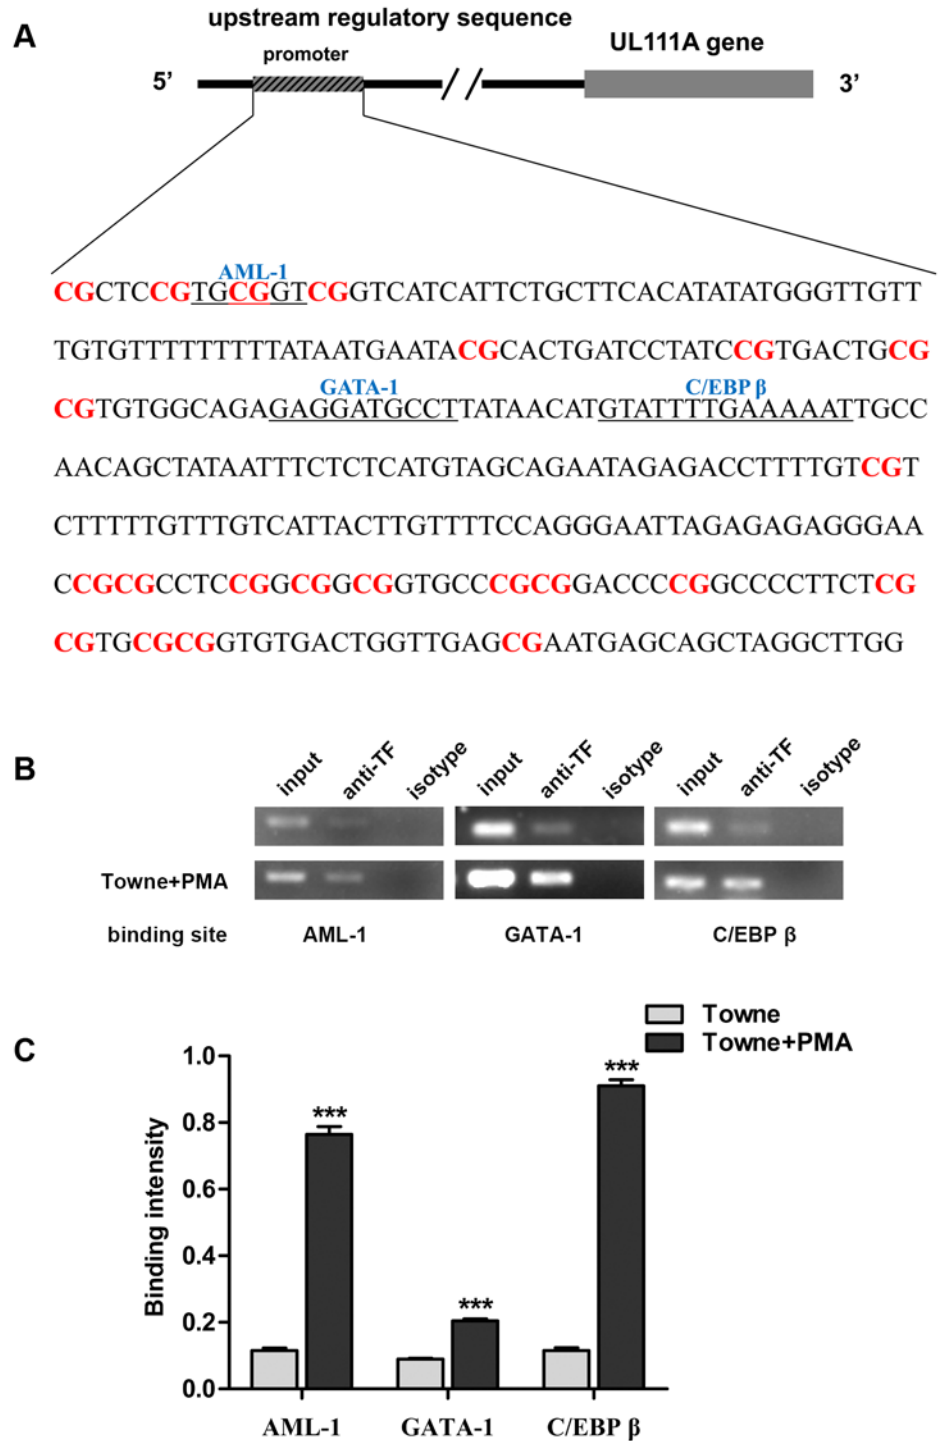 A
upstream regulatory sequence
promoter
UL111A gene
5’
3’
AML-1
CGCTCCGTGCGGTCGGTCATCATTCTGCTTCACATATATGGGTTGTT
TGTGTTTTTTTTTTATAATGAATACGCACTGATCCTATCCGTGACTGCG
GATA-1
C/EBP β
CGTGTGGCAGAGAGGATGCCTTATAACATGTATTTTGAAAAATTGCC
AACAGCTATAATTTCTCTCATGTAGCAGAATAGAGACCTTTTGTCGT
CTTTTTGTTTGTCATTACTTGTTTTCCAGGGAATTAGAGAGAGGGAA
CCGCGCCTCCGGCGGCGGTGCCCGCGGACCCCGGCCCCTTCTCG
CGTGCGCGGTGTGACTGGTTGAGCGAATGAGCAGCTAGGCTTGG
B
input anti-TF isotype input anti-TF isotype input anti-TF isotype
Towne+PMA
binding site AML-1 GATA-1 C/EBP β
C
Towne
Towne+PMA
Binding intensity
1.0
0.8
0.6
0.4
0.2
0.0
***
***
***
AML-1 GATA-1 C/EBP β